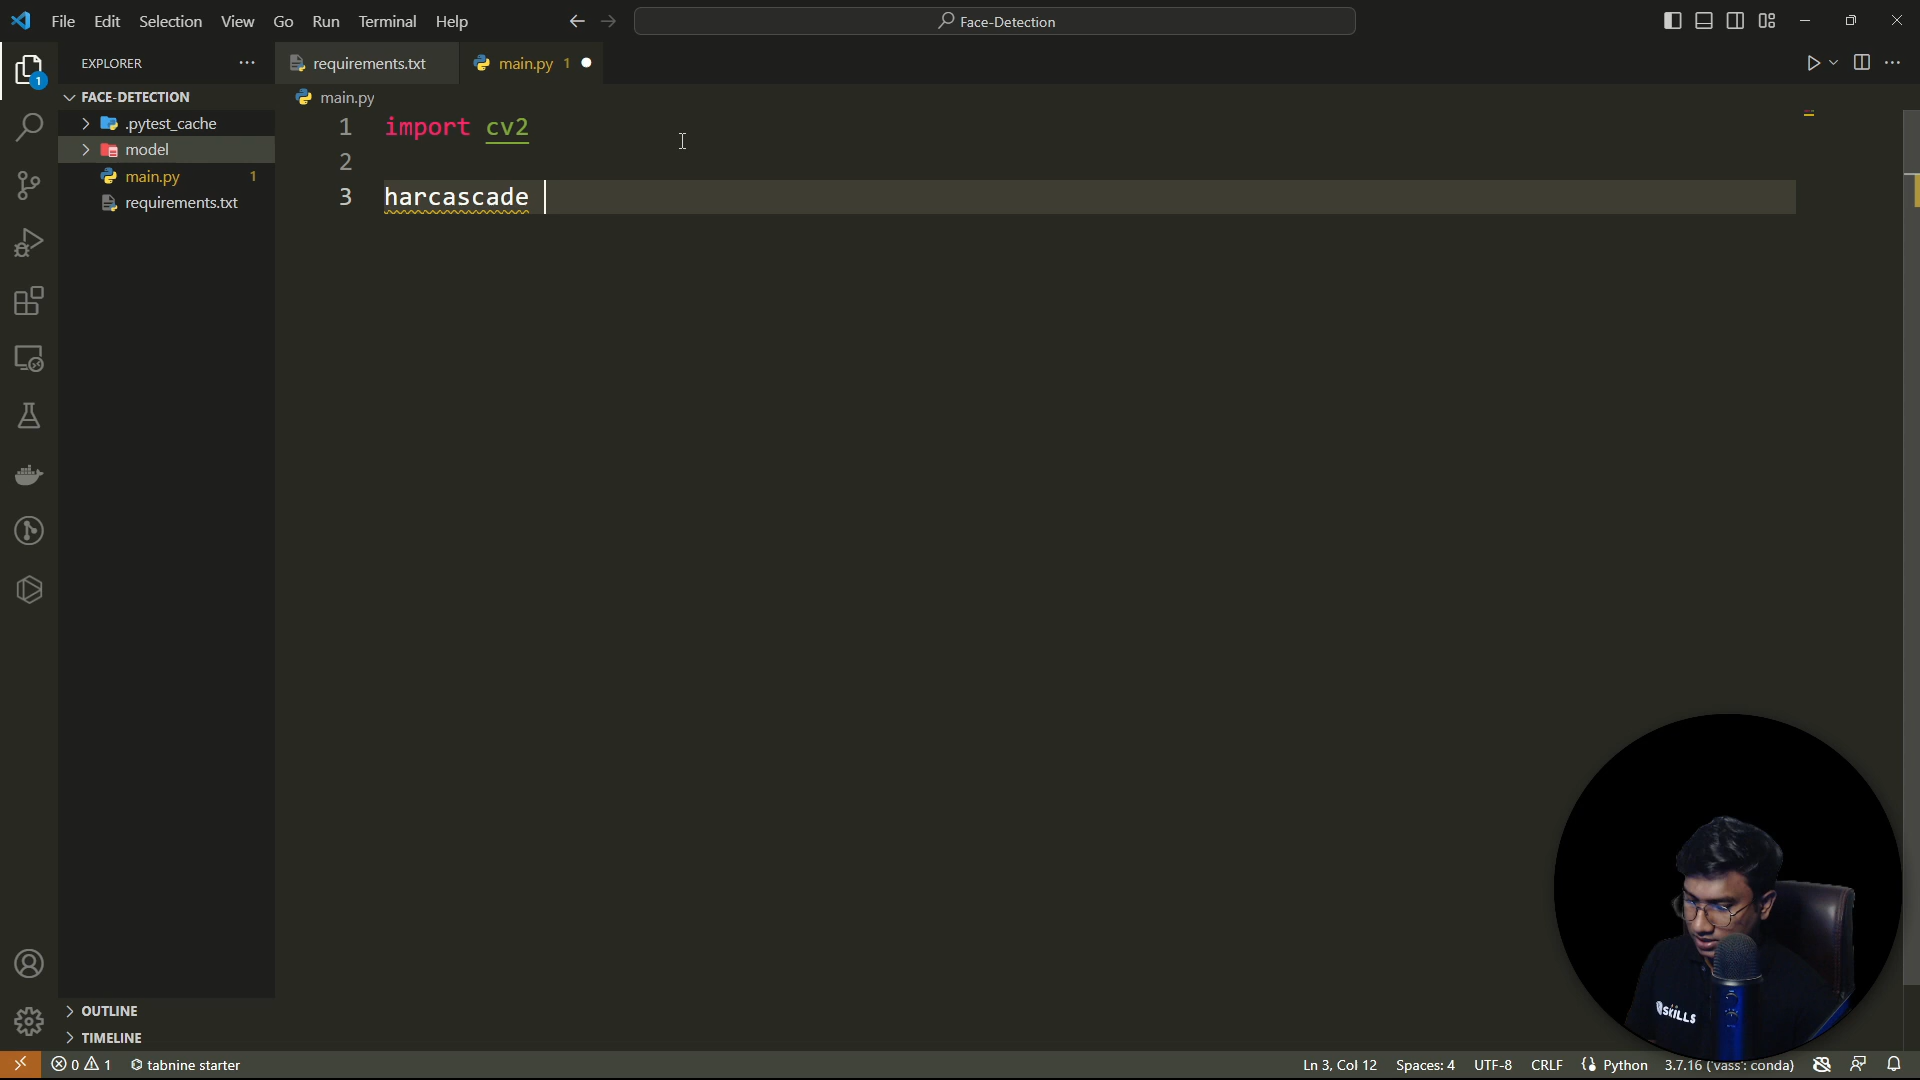 File Edit Selection View Go Run Terminal Help
Face-Detection
EXPLORER
requirements.txt
main.py 1
1
FACE-DETECTION
main.py
.pytest_cache
model
main.py 1
requirements.txt
1 import cv2
2
3 harcascade
SKILLS
OUTLINE
TIMELINE
0 1 tabnine starter
Ln 3, Col 12 Spaces: 4 UTF-8 CRLF Python 3.7.16 ('vass': conda)